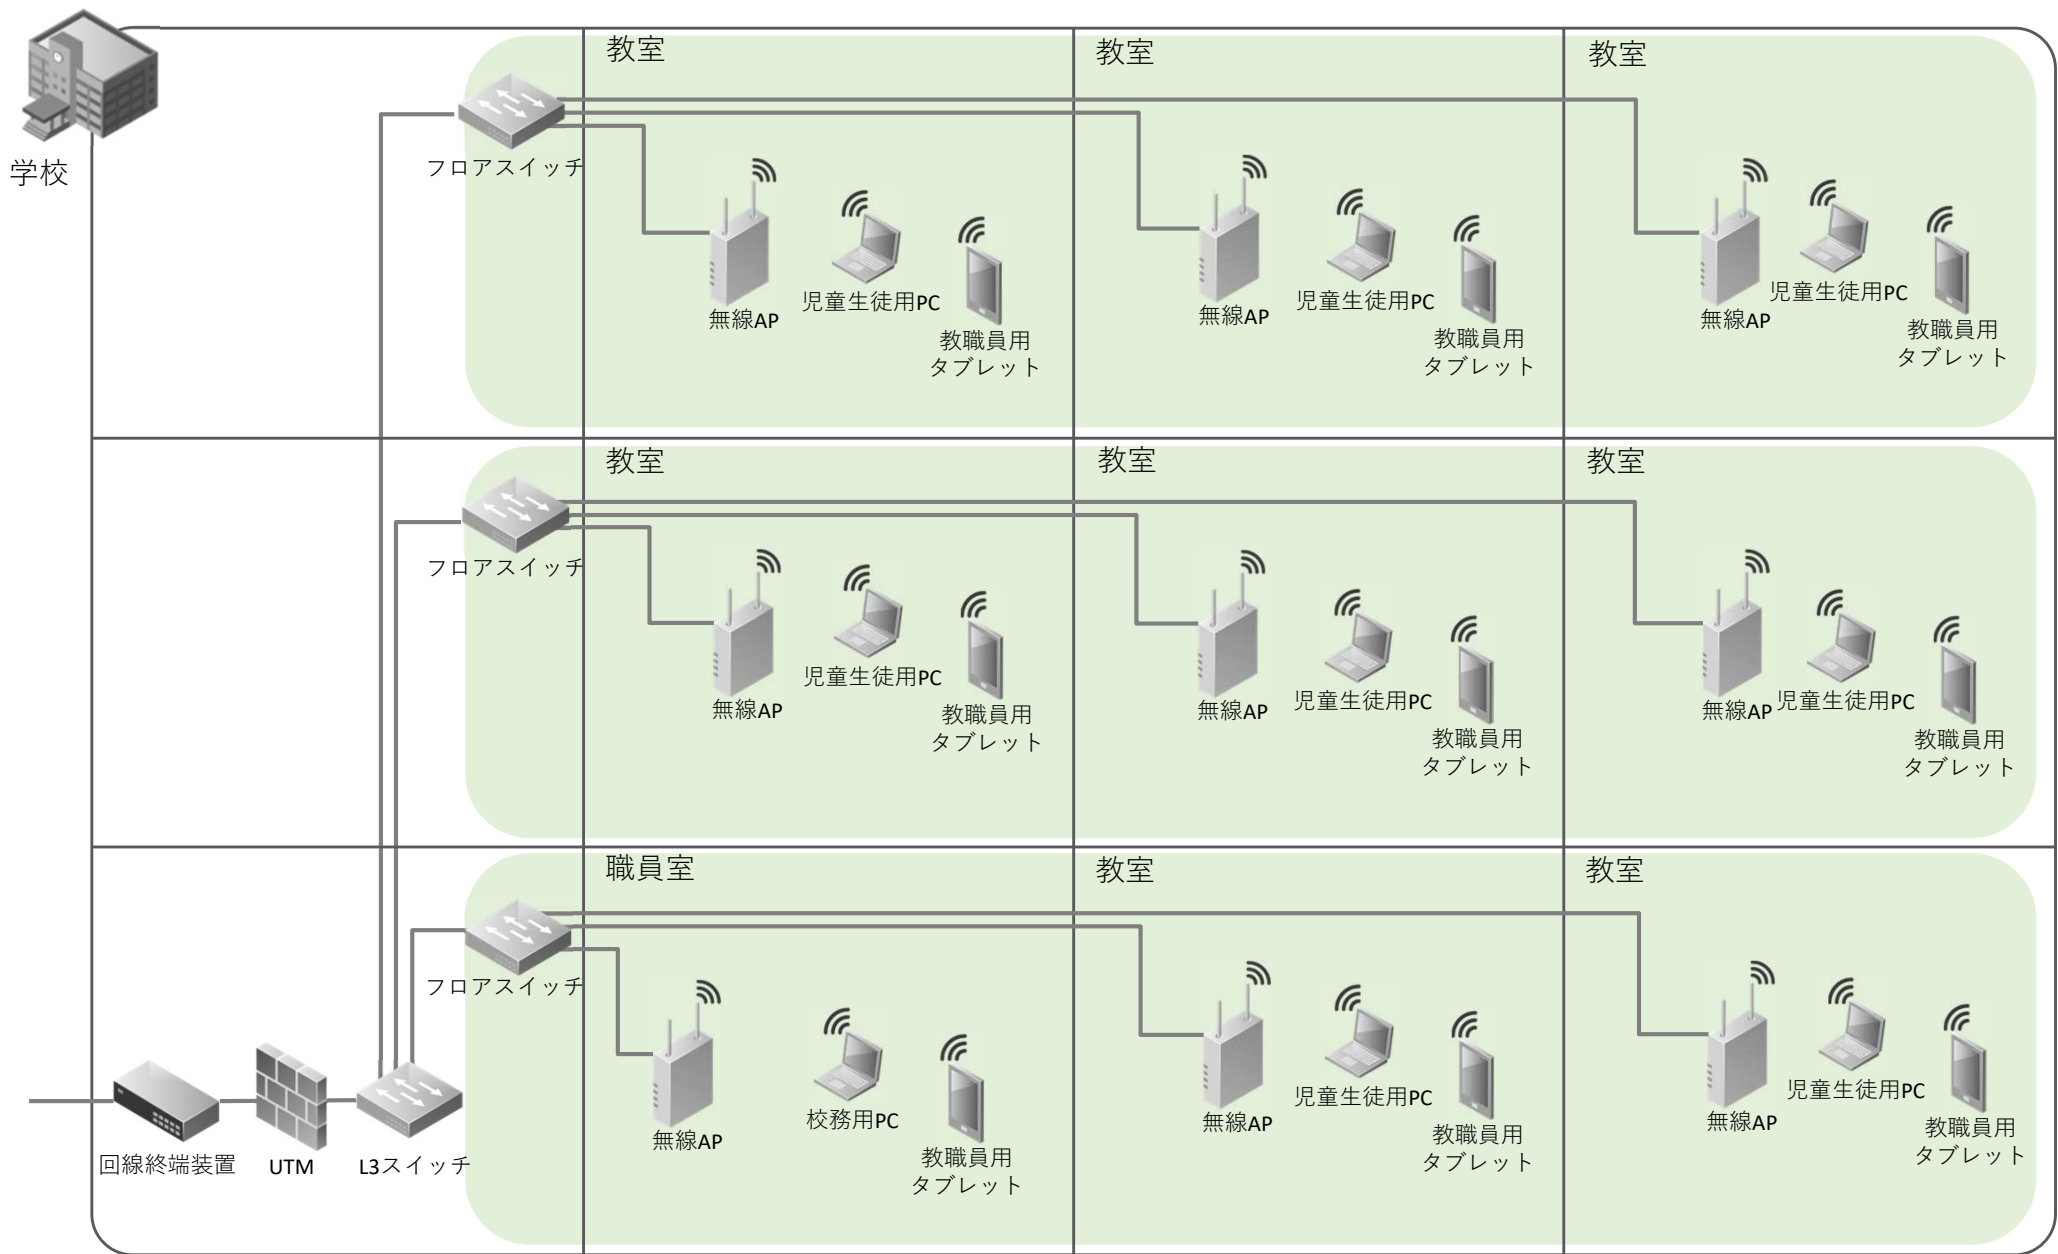 学校
教室
教室
教室
フロアスイッチ
無線AP
児童生徒用PC
教職員用
タブレット
無線AP
児童生徒用PC
教職員用
タブレット
無線AP
児童生徒用PC
教職員用
タブレット
教室
教室
教室
フロアスイッチ
無線AP
児童生徒用PC
教職員用
タブレット
無線AP
児童生徒用PC
教職員用
タブレット
無線AP
児童生徒用PC
教職員用
タブレット
職員室
教室
教室
フロアスイッチ
無線AP
校務用PC
教職員用
タブレット
無線AP
児童生徒用PC
教職員用
タブレット
無線AP
児童生徒用PC
教職員用
タブレット
回線終端装置
UTM
L3スイッチ